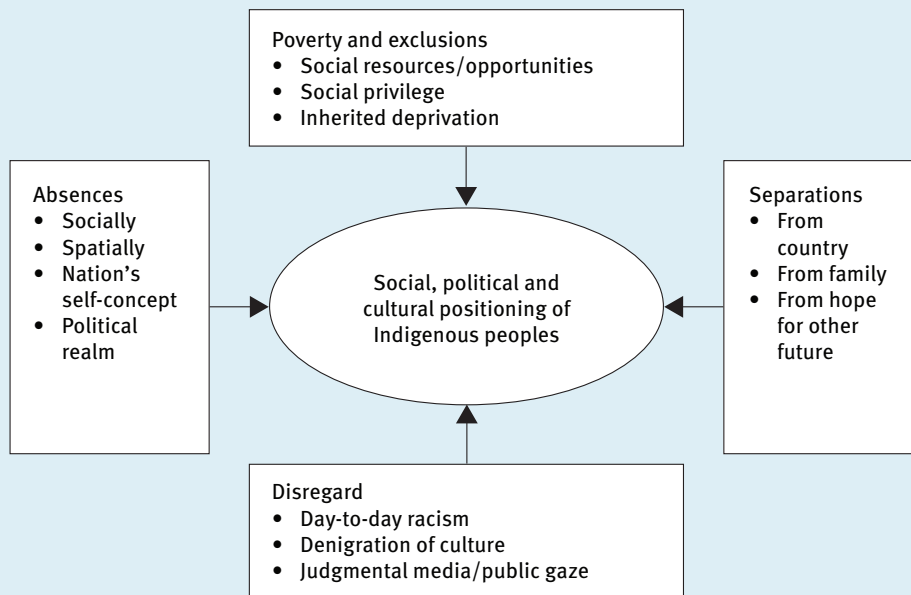 Poverty and exclusions
• Social resources/opportunities
• Social privilege
• Inherited deprivation
Absences
• Socially
• Spatially
• Nation's
self-concept
• Political
realm
Social, political and
cultural positioning of
Indigenous peoples
Separations
• From
country
• From family
• From hope
for other
future
Disregard
• Day-to-day racism
• Denigration of culture
• Judgmental media/public gaze